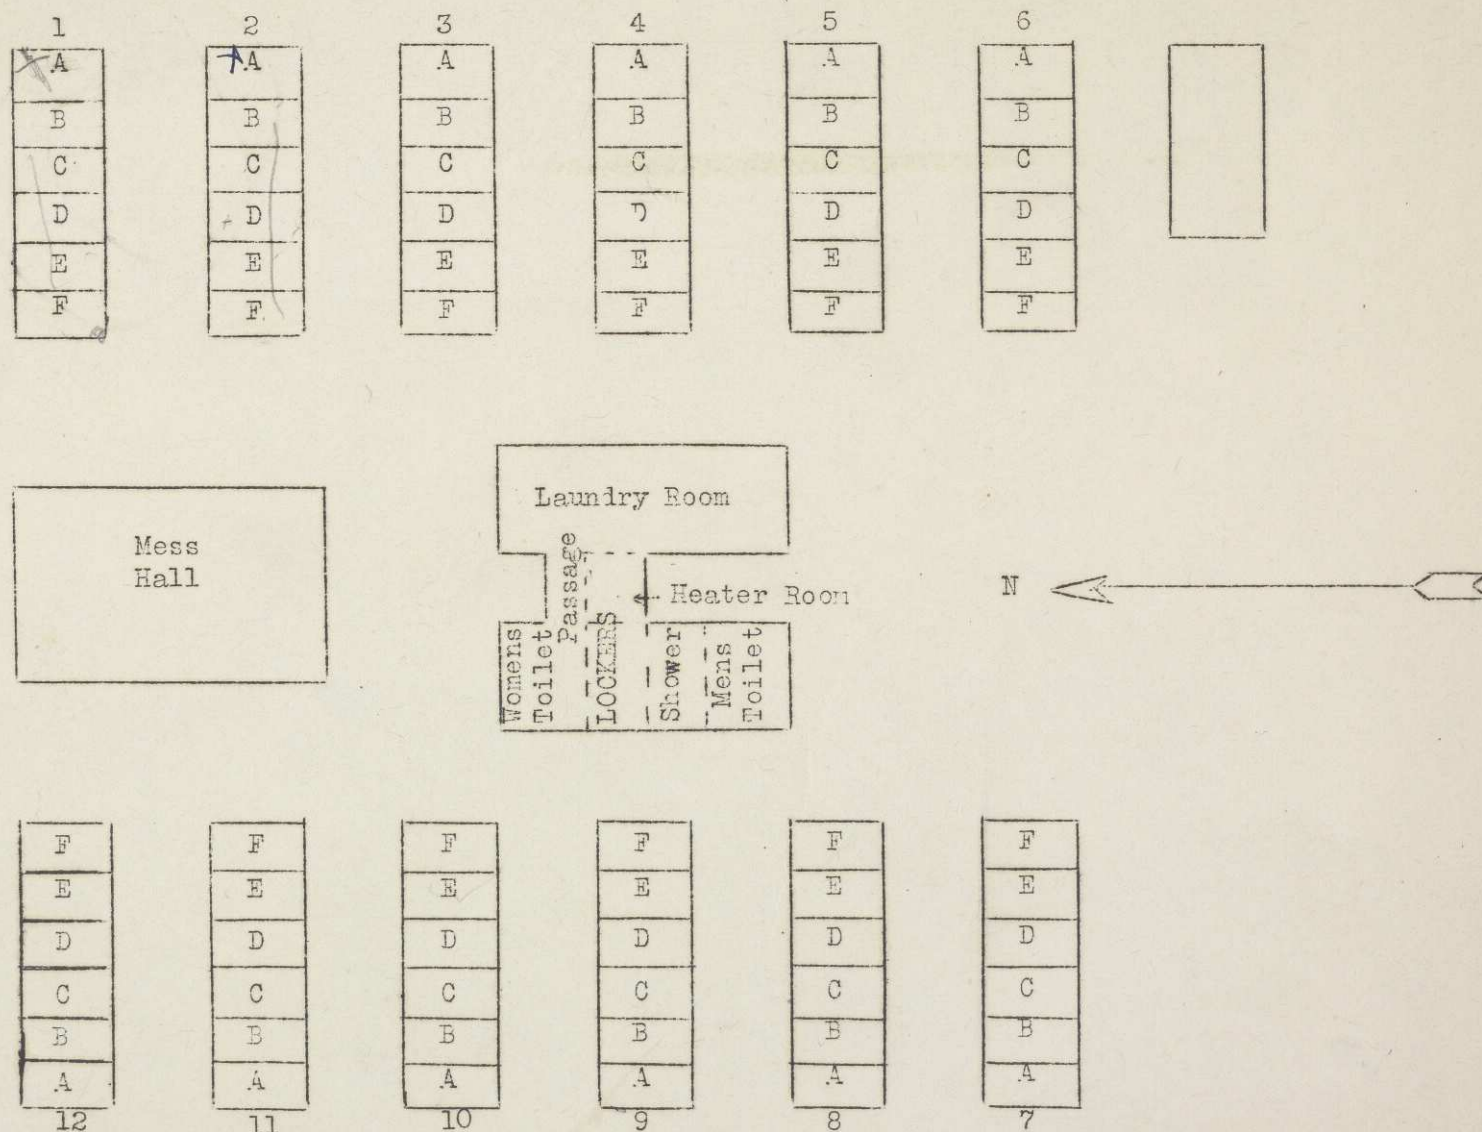 1 2 3 4 5 6
A A A A A A
B B B B B B
C C C C C C
D D D D D D
E E E E E E
F F F F F F
Laundry Room
Mess
Hall
Passage
Heater Room
N
Womens
Toilet
LOCKERS
Shower
Mens
Toilet
F F F F F F
E E E E E E
D D D D D D
C C C C C C
B B B B B B
A A A A A A
12 11 10 9 8 7